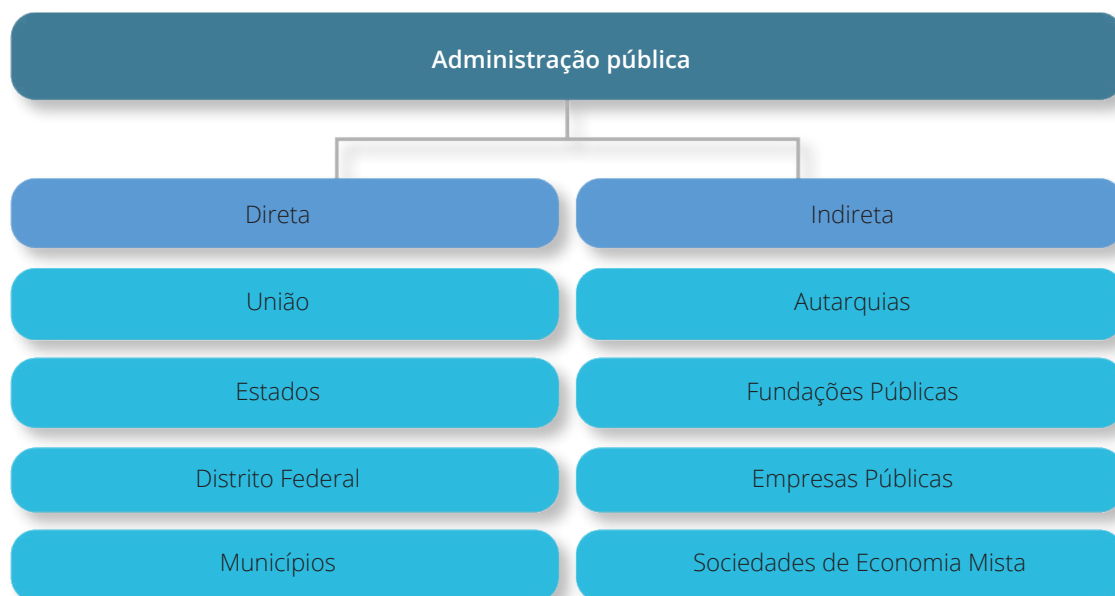 Administração pública
Direta
Indireta
União
Autarquias
Estados
Fundações Públicas
Distrito Federal
Empresas Públicas
Municípios
Sociedades de Economia Mista